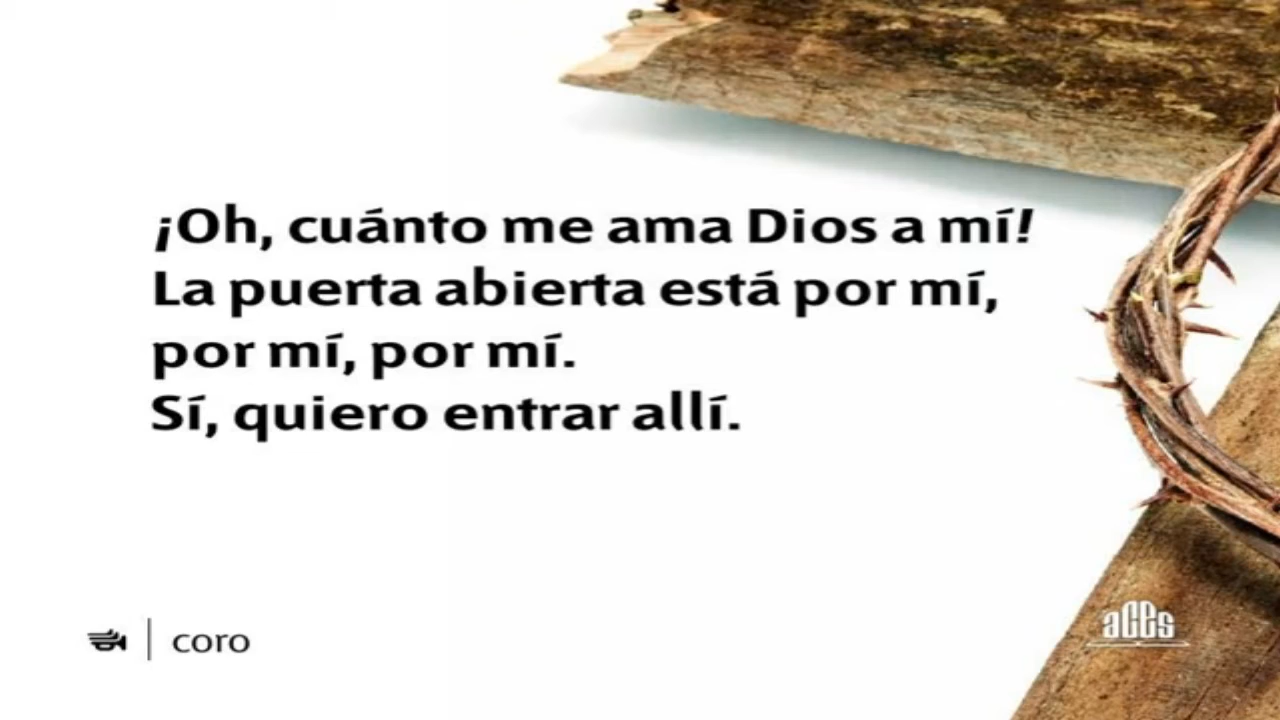 ¡Oh, cuánto me ama Dios a mí!
La puerta abierta está por mí,
por mí, por mí.
Sí, quiero entrar allí.
coro
aces